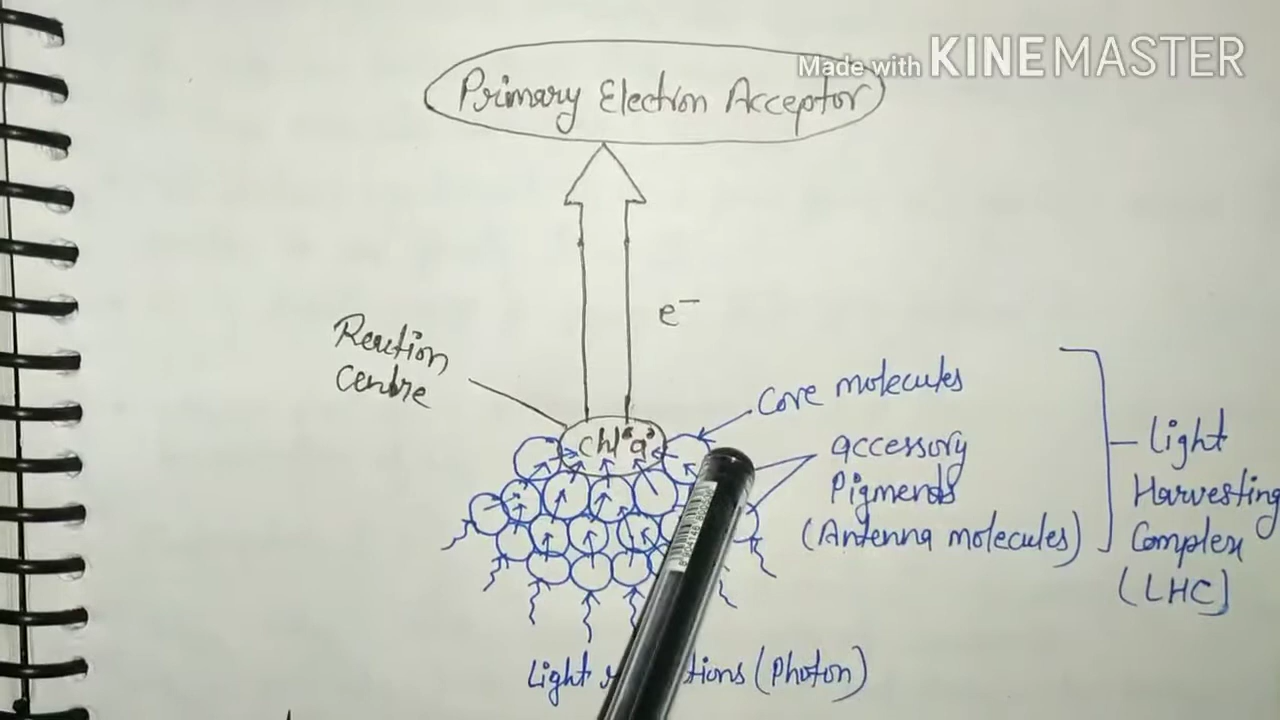 Made with KINEMASTER
Primary Electron Acceptor
e⁻
Reaction
centre
chl "a"
Core molecules
accessory
Pigments
(Antenna molecules)
Light
Harvesting
Complex
(LHC)
Light (Photon)